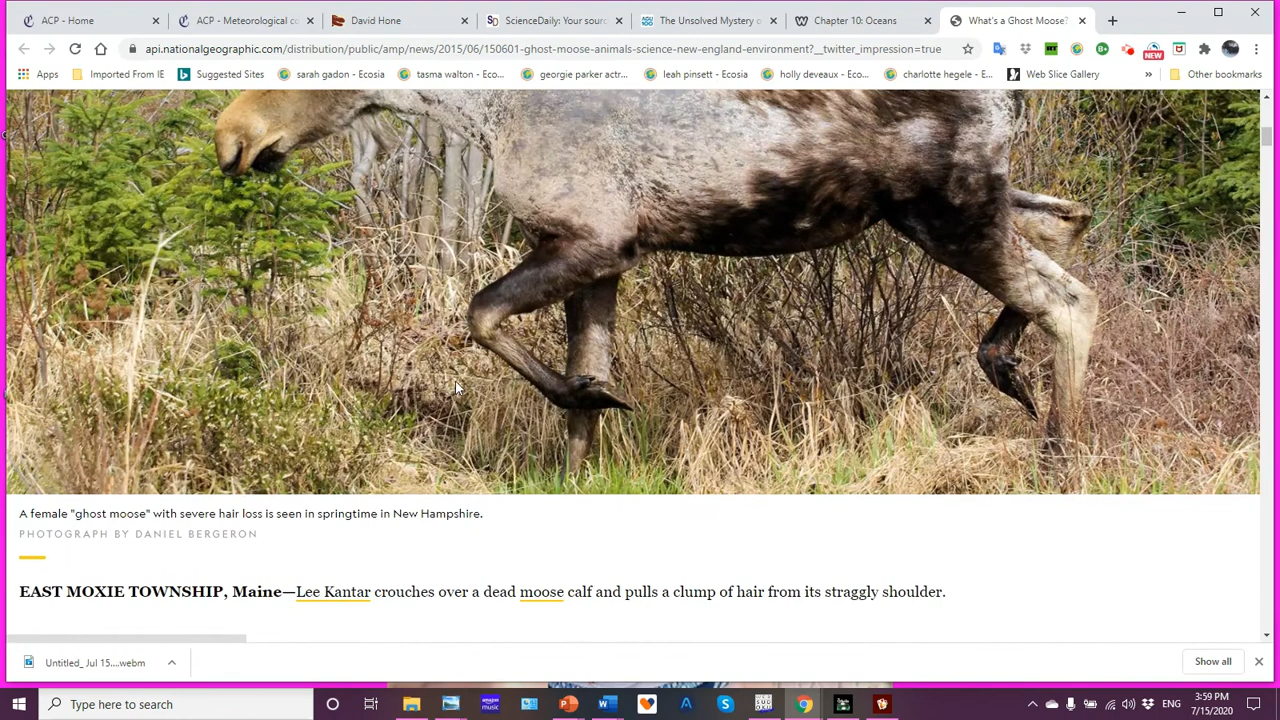 ACP - Home
ACP - Meteorological co
David Hone
ScienceDaily: Your sour
The Unsolved Mystery o
Chapter 10: Oceans
What's a Ghost Moose?
api.nationalgeographic.com/distribution/public/amp/news/2015/06/150601-ghost-moose-animals-science-new-england-environment?__twitter_impression=true
NEW
Apps
Imported From IE
Suggested Sites
sarah gadon - Ecosia
tasma walton - Eco...
georgie parker actr...
leah pinsett - Ecosia
holly deveaux - Eco...
charlotte hegele - E...
Web Slice Gallery
»
Other bookmarks
A female "ghost moose" with severe hair loss is seen in springtime in New Hampshire.
PHOTOGRAPH BY DANIEL BERGERON
EAST MOXIE TOWNSHIP, Maine—Lee Kantar crouches over a dead moose calf and pulls a clump of hair from its straggly shoulder.
Untitled_ Jul 15....webm
Show all
Type here to search
ENG
3:59 PM
7/15/2020